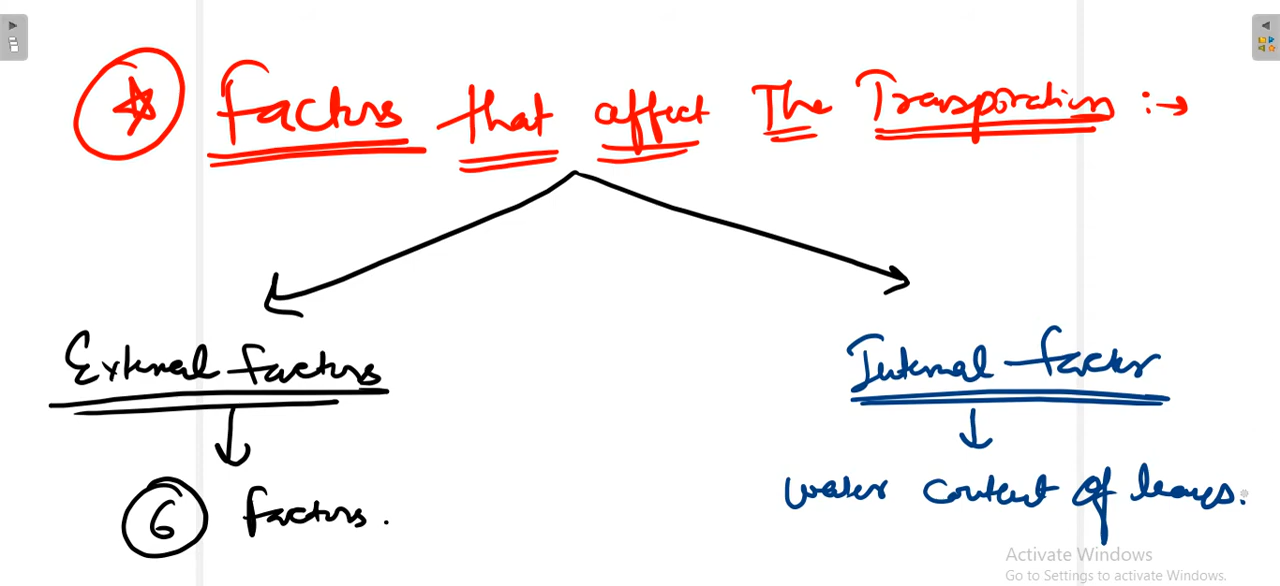 Factors that affect The Transpiration :→
External factors
Internal factor
6 factors.
water content of leaves.
Activate Windows
Go to Settings to activate Windows.